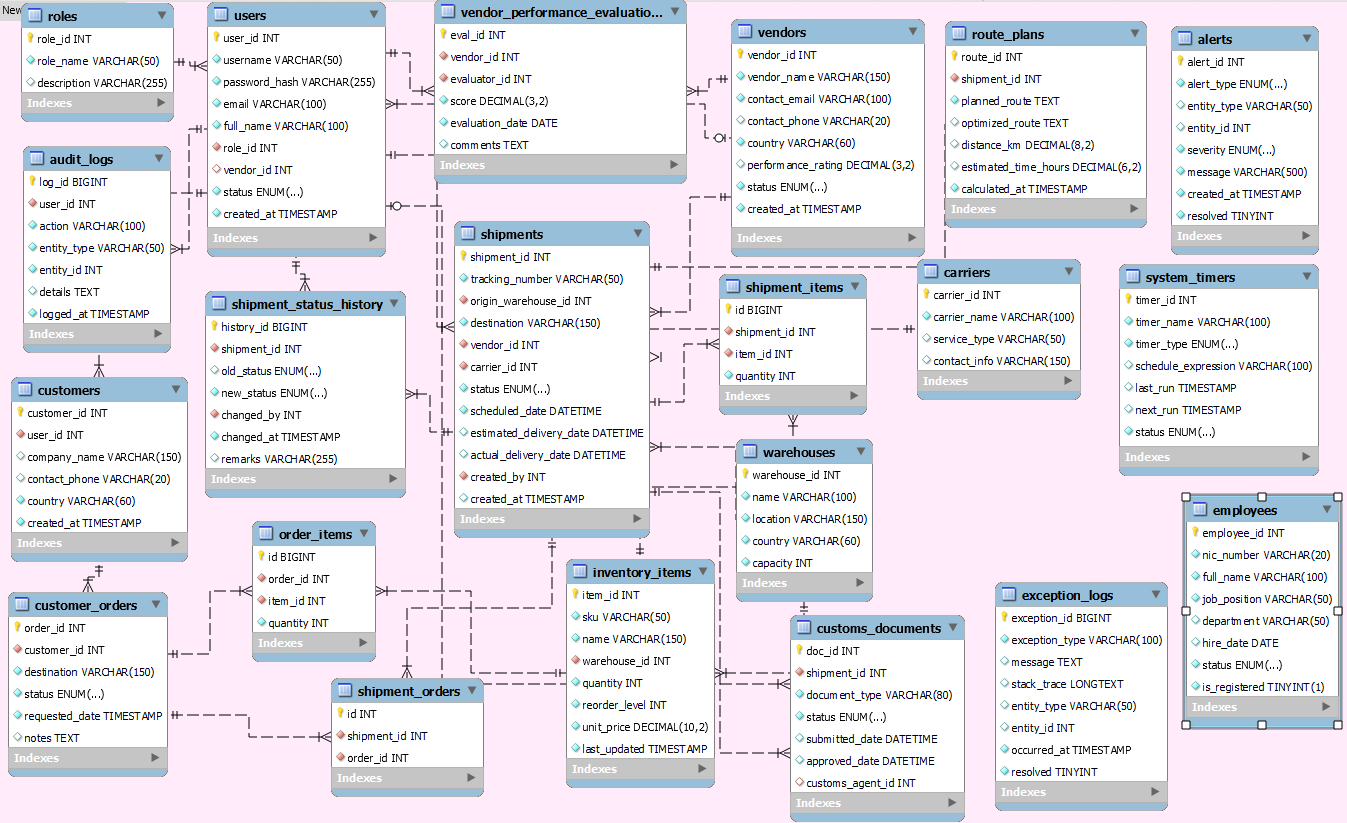 New
roles
role_id INT
role_name VARCHAR(50)
description VARCHAR(255)
Indexes
users
user_id INT
username VARCHAR(50)
password_hash VARCHAR(255)
email VARCHAR(100)
full_name VARCHAR(100)
role_id INT
vendor_id INT
status ENUM(...)
created_at TIMESTAMP
Indexes
vendor_performance_evaluatio...
eval_id INT
vendor_id INT
evaluator_id INT
score DECIMAL(3,2)
evaluation_date DATE
comments TEXT
Indexes
vendors
vendor_id INT
vendor_name VARCHAR(150)
contact_email VARCHAR(100)
contact_phone VARCHAR(20)
country VARCHAR(60)
performance_rating DECIMAL(3,2)
status ENUM(...)
created_at TIMESTAMP
Indexes
route_plans
route_id INT
shipment_id INT
planned_route TEXT
optimized_route TEXT
distance_km DECIMAL(8,2)
estimated_time_hours DECIMAL(6,2)
calculated_at TIMESTAMP
Indexes
alerts
alert_id INT
alert_type ENUM(...)
entity_type VARCHAR(50)
entity_id INT
severity ENUM(...)
message VARCHAR(500)
created_at TIMESTAMP
resolved TINYINT
Indexes
audit_logs
log_id BIGINT
user_id INT
action VARCHAR(100)
entity_type VARCHAR(50)
entity_id INT
details TEXT
logged_at TIMESTAMP
Indexes
shipment_status_history
history_id BIGINT
shipment_id INT
old_status ENUM(...)
new_status ENUM(...)
changed_by INT
changed_at TIMESTAMP
remarks VARCHAR(255)
Indexes
shipments
shipment_id INT
tracking_number VARCHAR(50)
origin_warehouse_id INT
destination VARCHAR(150)
vendor_id INT
carrier_id INT
status ENUM(...)
scheduled_date DATETIME
estimated_delivery_date DATETIME
actual_delivery_date DATETIME
created_by INT
created_at TIMESTAMP
Indexes
shipment_items
id BIGINT
shipment_id INT
item_id INT
quantity INT
Indexes
carriers
carrier_id INT
carrier_name VARCHAR(100)
service_type VARCHAR(50)
contact_info VARCHAR(150)
Indexes
system_timers
timer_id INT
timer_name VARCHAR(100)
timer_type ENUM(...)
schedule_expression VARCHAR(100)
last_run TIMESTAMP
next_run TIMESTAMP
status ENUM(...)
Indexes
customers
customer_id INT
user_id INT
company_name VARCHAR(150)
contact_phone VARCHAR(20)
country VARCHAR(60)
created_at TIMESTAMP
Indexes
order_items
id BIGINT
order_id INT
item_id INT
quantity INT
Indexes
warehouses
warehouse_id INT
name VARCHAR(100)
location VARCHAR(150)
country VARCHAR(60)
capacity INT
Indexes
employees
employee_id INT
nic_number VARCHAR(20)
full_name VARCHAR(100)
job_position VARCHAR(50)
department VARCHAR(50)
hire_date DATE
status ENUM(...)
is_registered TINYINT(1)
Indexes
customer_orders
order_id INT
customer_id INT
destination VARCHAR(150)
status ENUM(...)
requested_date TIMESTAMP
notes TEXT
Indexes
shipment_orders
id INT
shipment_id INT
order_id INT
Indexes
inventory_items
item_id INT
sku VARCHAR(50)
name VARCHAR(150)
warehouse_id INT
quantity INT
reorder_level INT
unit_price DECIMAL(10,2)
last_updated TIMESTAMP
Indexes
customs_documents
doc_id INT
shipment_id INT
document_type VARCHAR(80)
status ENUM(...)
submitted_date DATETIME
approved_date DATETIME
customs_agent_id INT
Indexes
exception_logs
exception_id BIGINT
exception_type VARCHAR(100)
message TEXT
stack_trace LONGTEXT
entity_type VARCHAR(50)
entity_id INT
occurred_at TIMESTAMP
resolved TINYINT
Indexes